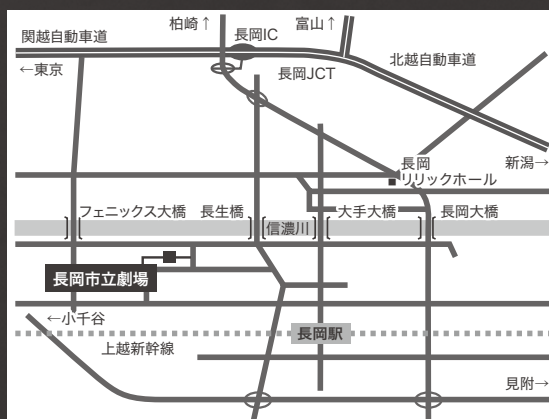 柏崎↑
富山↑
関越自動車道
長岡IC
←東京
長岡JCT
北越自動車道
長岡
リリックホール
新潟→
フェニックス大橋
長生橋
信濃川
大手大橋
長岡大橋
長岡市立劇場
←小千谷
長岡駅
上越新幹線
見附→